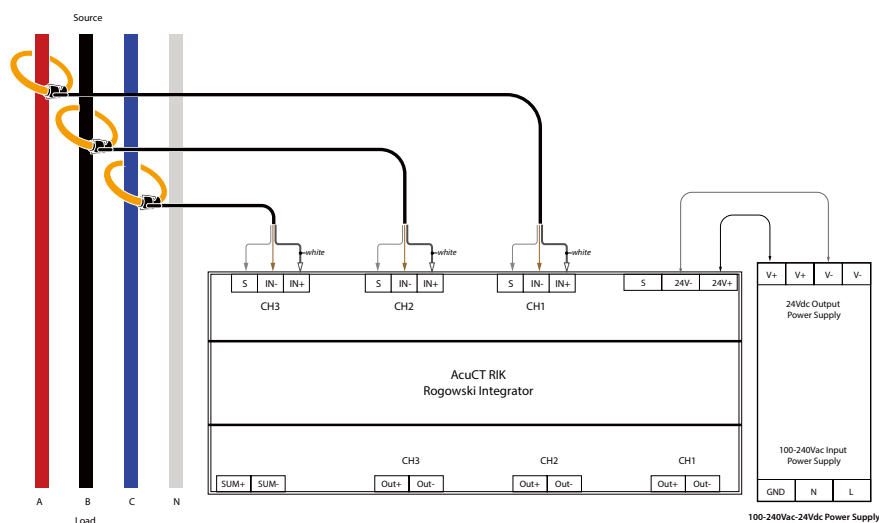 Source
white
white
white
S IN- IN+
S IN- IN+
S IN- IN+
S 24V- 24V+
V+ V+ V- V-
CH3
CH2
CH1
24Vdc Output
Power Supply
AcuCT RIK
Rogowski Integrator
100-240Vac Input
Power Supply
CH3
CH2
CH1
SUM+ SUM-
Out+ Out-
Out+ Out-
Out+ Out-
GND N L
A B C N
Load
100-240Vac-24Vdc Power Supply